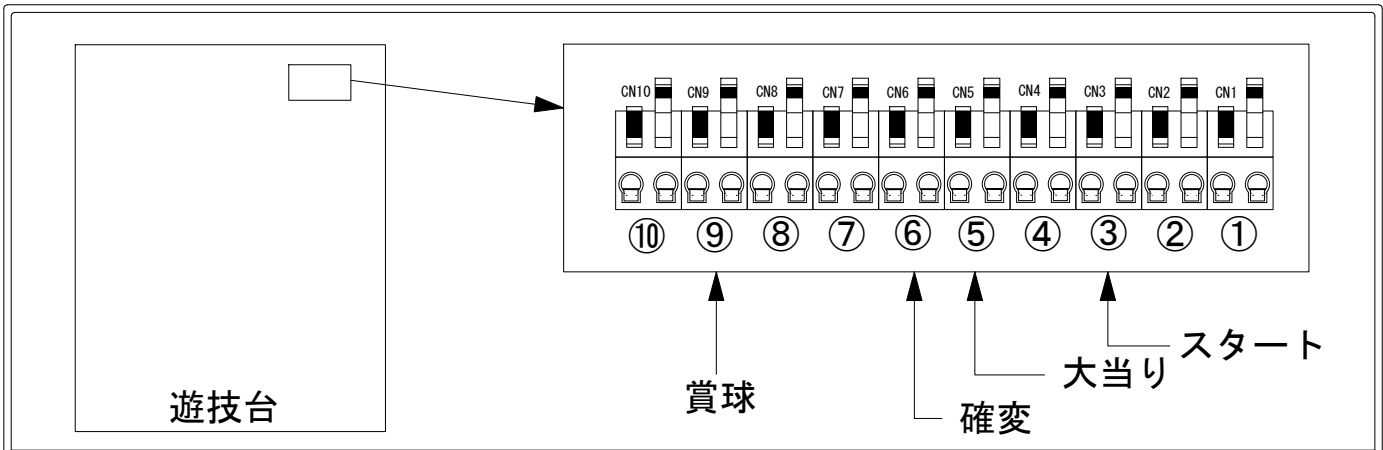 CN10 CN9 CN8 CN7 CN6 CN5 CN4 CN3 CN2 CN1
⑩ ⑨ ⑧ ⑦ ⑥ ⑤ ④ ③ ② ①
スタート
大当り
賞球
確変
遊技台